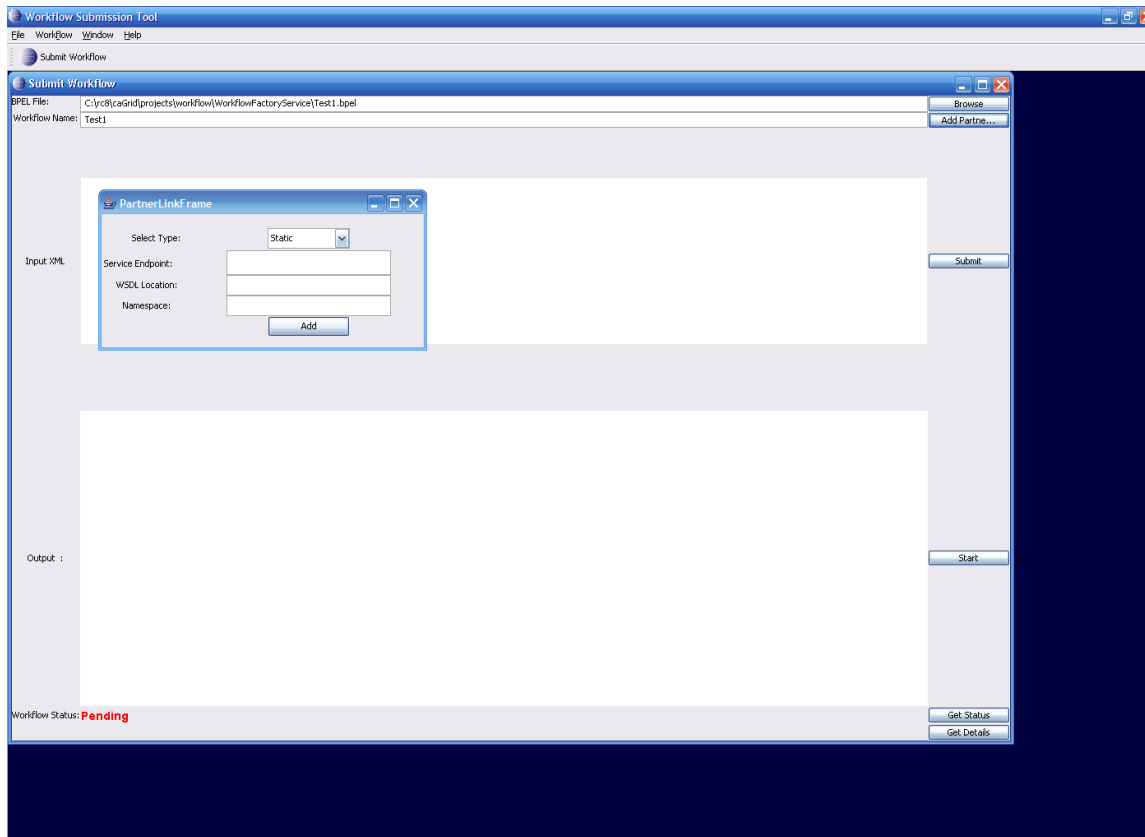 Workflow Submission Tool
File Workflow Window Help
Submit Workflow
Submit Workflow
BPEL File: C:\rc8\caGrid\projects\workflow\WorkflowFactoryService\Test1.bpel Browse
Workflow Name: Test1 Add Partne...
PartnerLinkFrame
Select Type: Static
Input XML Service Endpoint: Submit
WSDL Location:
Namespace:
Add
Output : Start
Workflow Status: Pending Get Status
Get Details